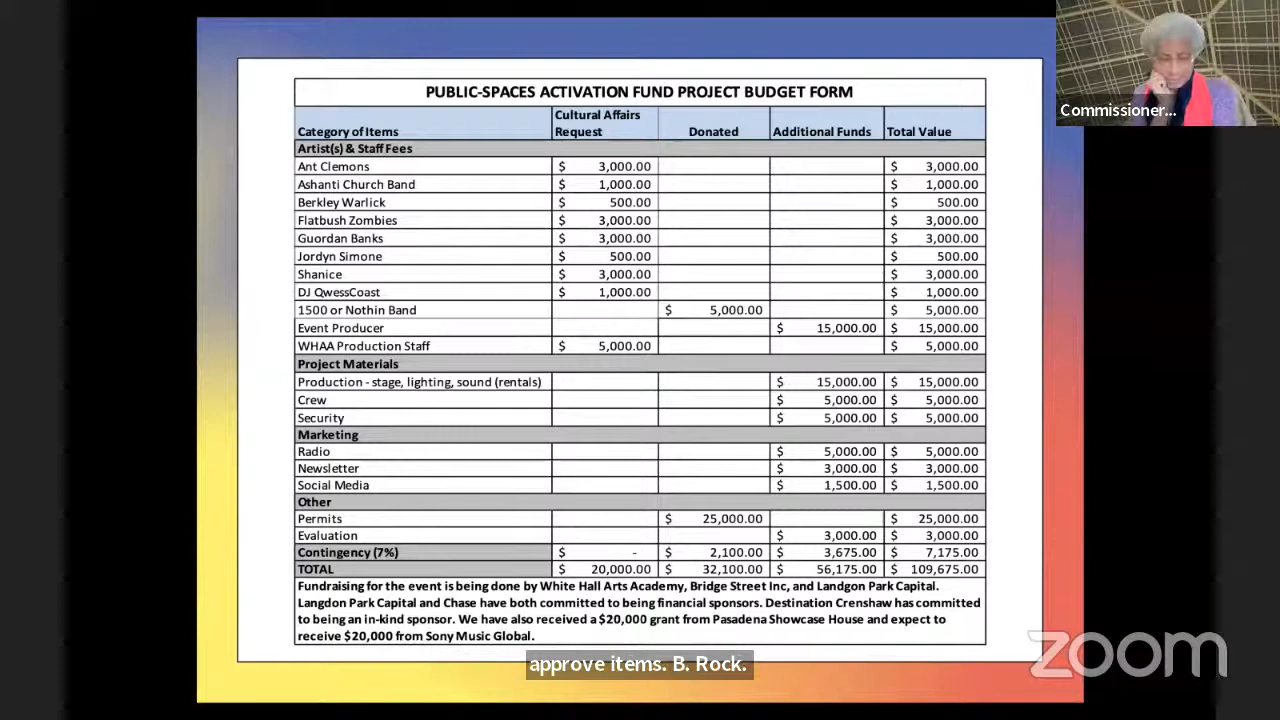 PUBLIC-SPACES ACTIVATION FUND PROJECT BUDGET FORM
Category of Items Cultural Affairs Request Donated Additional Funds Total Value
Artist(s) & Staff Fees
Ant Clemons $ 3,000.00 $ 3,000.00
Ashanti Church Band $ 1,000.00 $ 1,000.00
Berkley Warlick $ 500.00 $ 500.00
Flatbush Zombies $ 3,000.00 $ 3,000.00
Guordan Banks $ 3,000.00 $ 3,000.00
Jordyn Simone $ 500.00 $ 500.00
Shanice $ 3,000.00 $ 3,000.00
DJ QwessCoast $ 1,000.00 $ 1,000.00
1500 or Nothin Band $ 5,000.00 $ 5,000.00
Event Producer $ 15,000.00 $ 15,000.00
WHAA Production Staff $ 5,000.00 $ 5,000.00
Project Materials
Production - stage, lighting, sound (rentals) $ 15,000.00 $ 15,000.00
Crew $ 5,000.00 $ 5,000.00
Security $ 5,000.00 $ 5,000.00
Marketing
Radio $ 5,000.00 $ 5,000.00
Newsletter $ 3,000.00 $ 3,000.00
Social Media $ 1,500.00 $ 1,500.00
Other
Permits $ 25,000.00 $ 25,000.00
Evaluation $ 3,000.00 $ 3,000.00
Contingency (7%) $ - $ 2,100.00 $ 3,675.00 $ 7,175.00
TOTAL $ 20,000.00 $ 32,100.00 $ 56,175.00 $ 109,675.00
Fundraising for the event is being done by White Hall Arts Academy, Bridge Street Inc, and Landgon Park Capital.
Langdon Park Capital and Chase have both committed to being financial sponsors. Destination Crenshaw has committed
to being an in-kind sponsor. We have also received a $20,000 grant from Pasadena Showcase House and expect to
receive $20,000 from Sony Music Global.
approve items. B. Rock.
Commissioner...
zoom